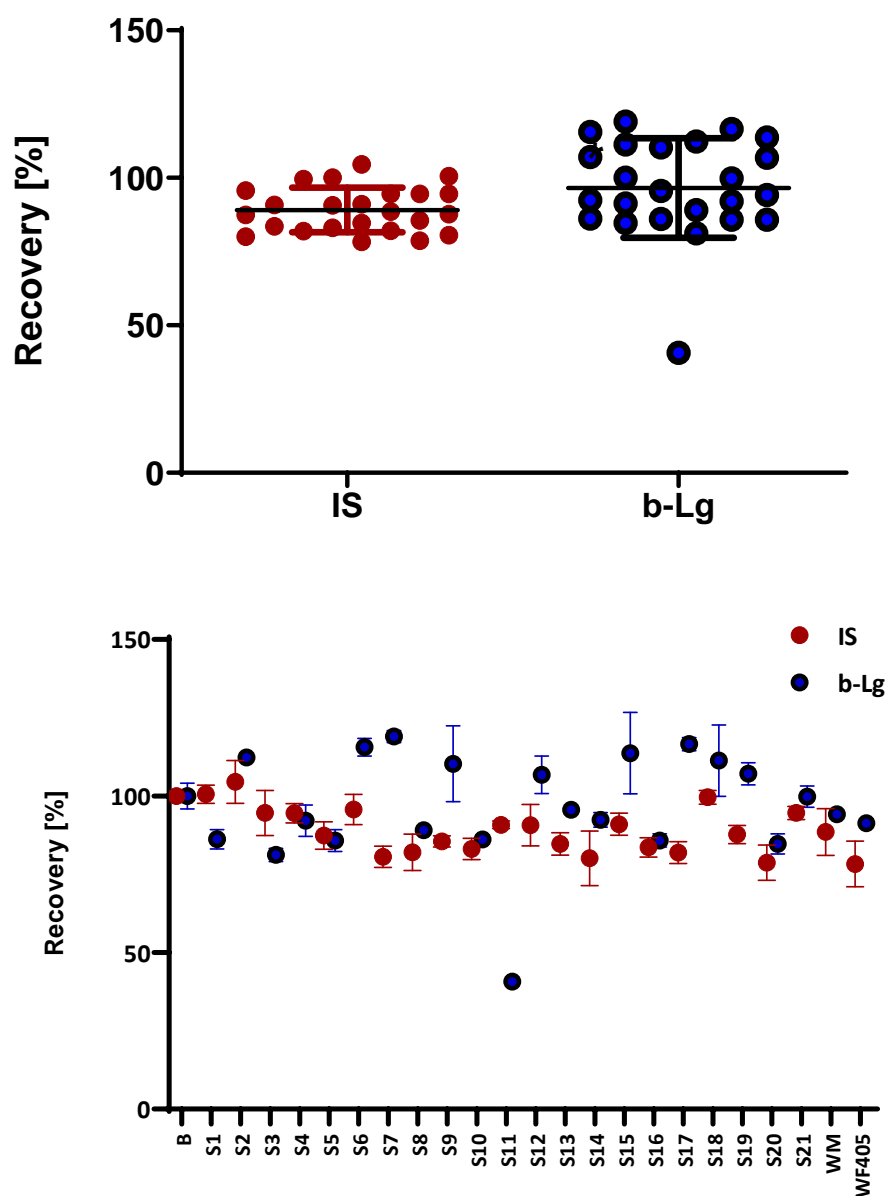 150
100
50
0
Recovery [%]
IS b-Lg
IS
b-Lg
150
100
50
0
Recovery [%]
B S1 S2 S3 S4 S5 S6 S7 S8 S9 S10 S11 S12 S13 S14 S15 S16 S17 S18 S19 S20 S21 WM WF405